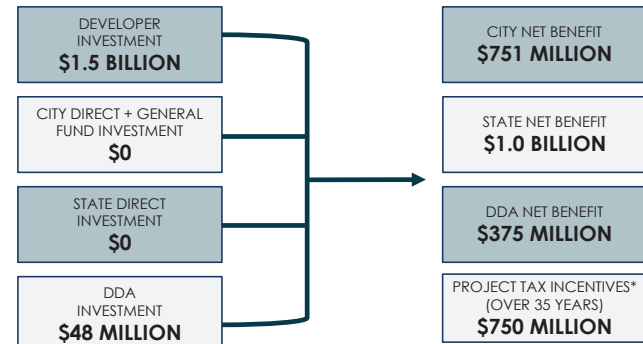 DEVELOPER
INVESTMENT
$1.5 BILLION
CITY DIRECT + GENERAL
FUND INVESTMENT
$0
STATE DIRECT
INVESTMENT
$0
DDA
INVESTMENT
$48 MILLION
CITY NET BENEFIT
$751 MILLION
STATE NET BENEFIT
$1.0 BILLION
DDA NET BENEFIT
$375 MILLION
PROJECT TAX INCENTIVES*
(OVER 35 YEARS)
$750 MILLION